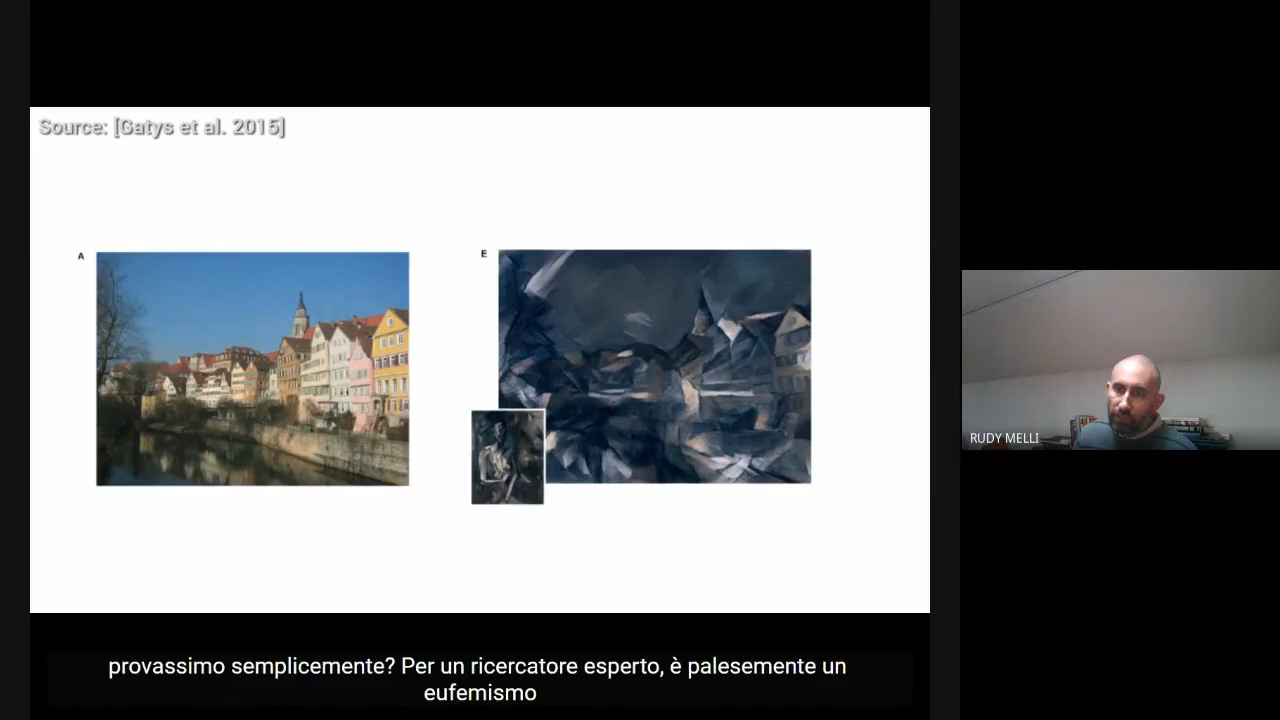 Source: [Gatys et al. 2015]
A
E
RUDY MELLI
provassimo semplicemente? Per un ricercatore esperto, è palesemente un
eufemismo